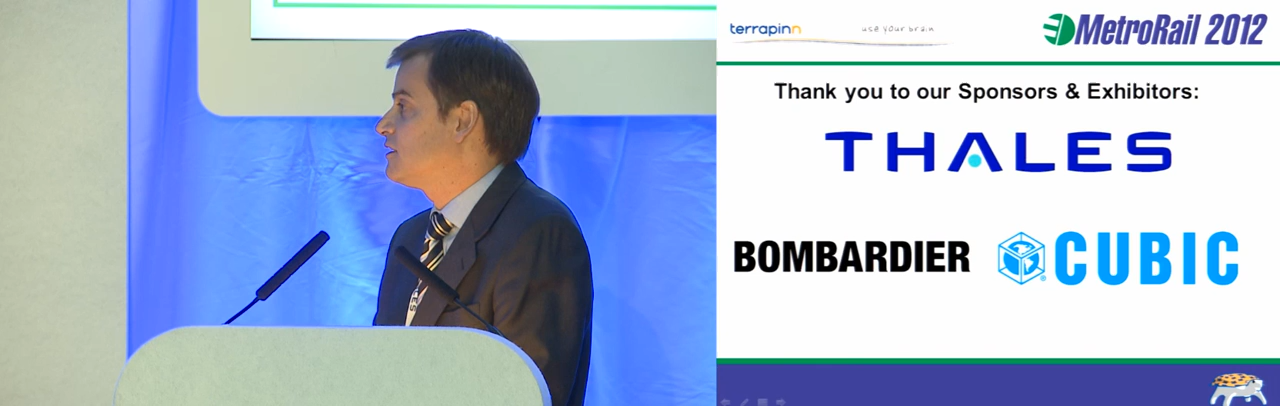 terrapinn
use your brain
MetroRail 2012
Thank you to our Sponsors & Exhibitors:
THALES
BOMBARDIER
CUBIC